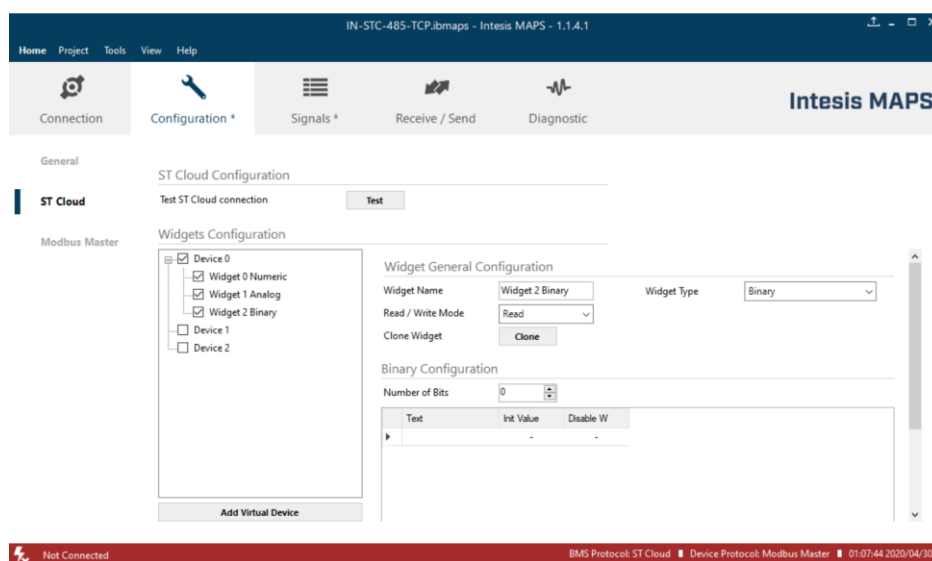 IN-STC-485-TCP.ibmaps - Intesis MAPS - 1.1.4.1
Home Project Tools View Help
Connection Configuration * Signals * Receive / Send Diagnostic
Intesis MAPS
General
ST Cloud
Modbus Master
ST Cloud Configuration
Test ST Cloud connection Test
Widgets Configuration
Device 0
Widget 0 Numeric
Widget 1 Analog
Widget 2 Binary
Device 1
Device 2
Add Virtual Device
Widget General Configuration
Widget Name Widget 2 Binary Widget Type Binary
Read / Write Mode Read
Clone Widget Clone
Binary Configuration
Number of Bits 0
Text Init Value Disable W
- -
Not Connected BMS Protocol: ST Cloud Device Protocol: Modbus Master 01:07:44 2020/04/30